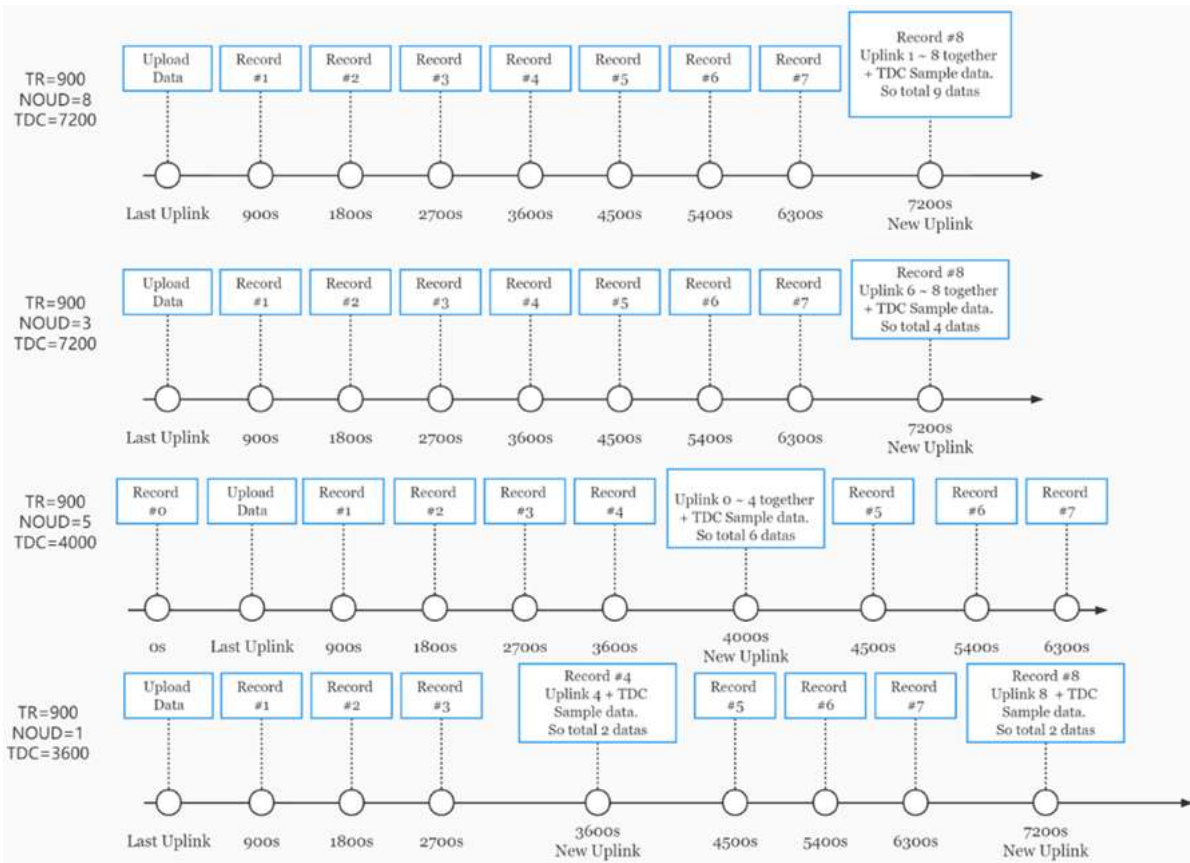 TR=900
NOUD=8
TDC=7200
Upload
Data
Record
#1
Record
#2
Record
#3
Record
#4
Record
#5
Record
#6
Record
#7
Record #8
Uplink 1 ~ 8 together
+ TDC Sample data.
So total 9 datas
Last Uplink
900s
1800s
2700s
3600s
4500s
5400s
6300s
7200s
New Uplink
TR=900
NOUD=3
TDC=7200
Upload
Data
Record
#1
Record
#2
Record
#3
Record
#4
Record
#5
Record
#6
Record
#7
Record #8
Uplink 6 ~ 8 together
+ TDC Sample data.
So total 4 datas
Last Uplink
900s
1800s
2700s
3600s
4500s
5400s
6300s
7200s
New Uplink
TR=900
NOUD=5
TDC=4000
Record
#0
Upload
Data
Record
#1
Record
#2
Record
#3
Record
#4
Uplink 0 ~ 4 together
+ TDC Sample data.
So total 6 datas
Record
#5
Record
#6
Record
#7
0s
Last Uplink
900s
1800s
2700s
3600s
4000s
New Uplink
4500s
5400s
6300s
TR=900
NOUD=1
TDC=3600
Upload
Data
Record
#1
Record
#2
Record
#3
Record #4
Uplink 4 + TDC
Sample data.
So total 2 datas
Record
#5
Record
#6
Record
#7
Record #8
Uplink 8 + TDC
Sample data.
So total 2 datas
Last Uplink
900s
1800s
2700s
3600s
New Uplink
4500s
5400s
6300s
7200s
New Uplink